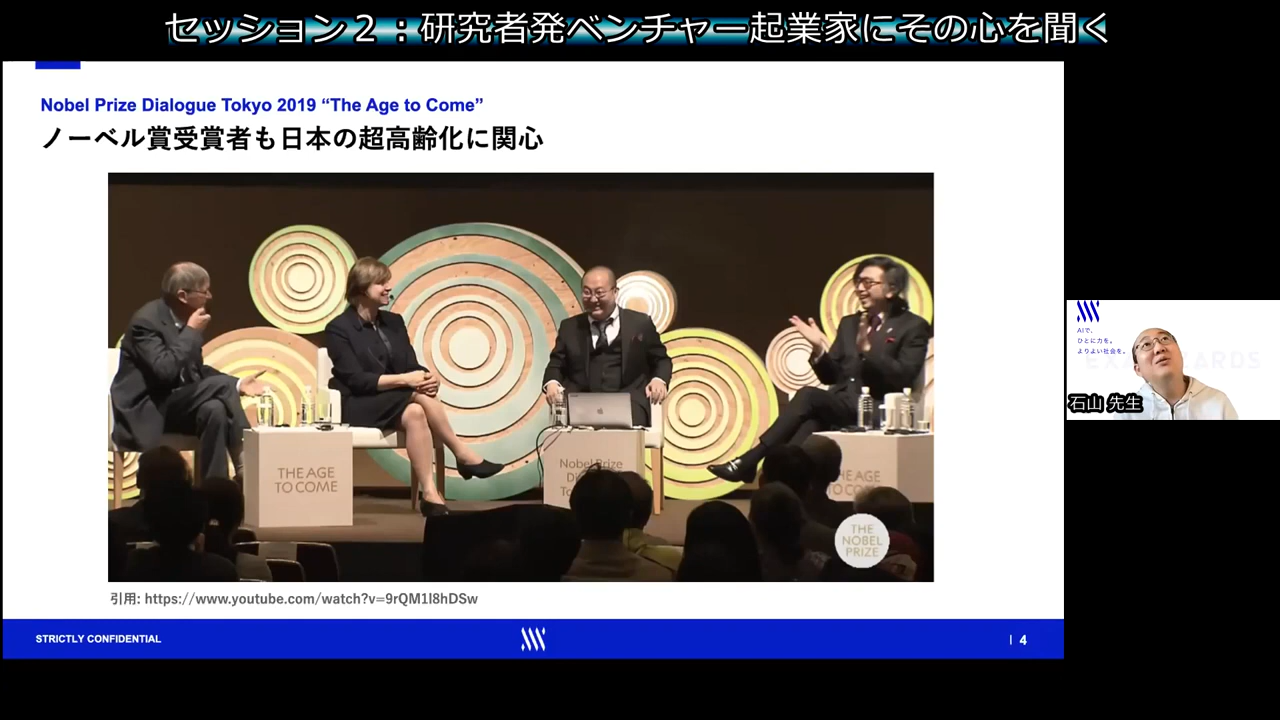 セッション２：研究者発ベンチャー起業家にその心を聞く
Nobel Prize Dialogue Tokyo 2019 “The Age to Come”
ノーベル賞受賞者も日本の超高齢化に関心
THE AGE
TO COME
Nobel Prize
THE AGE
TO COME
THE
NOBEL
PRIZE
引用: https://www.youtube.com/watch?v=9rQM1l8hDSw
STRICTLY CONFIDENTIAL
4
AIで、
ひとに力を。
よりよい社会を。
石山 先生